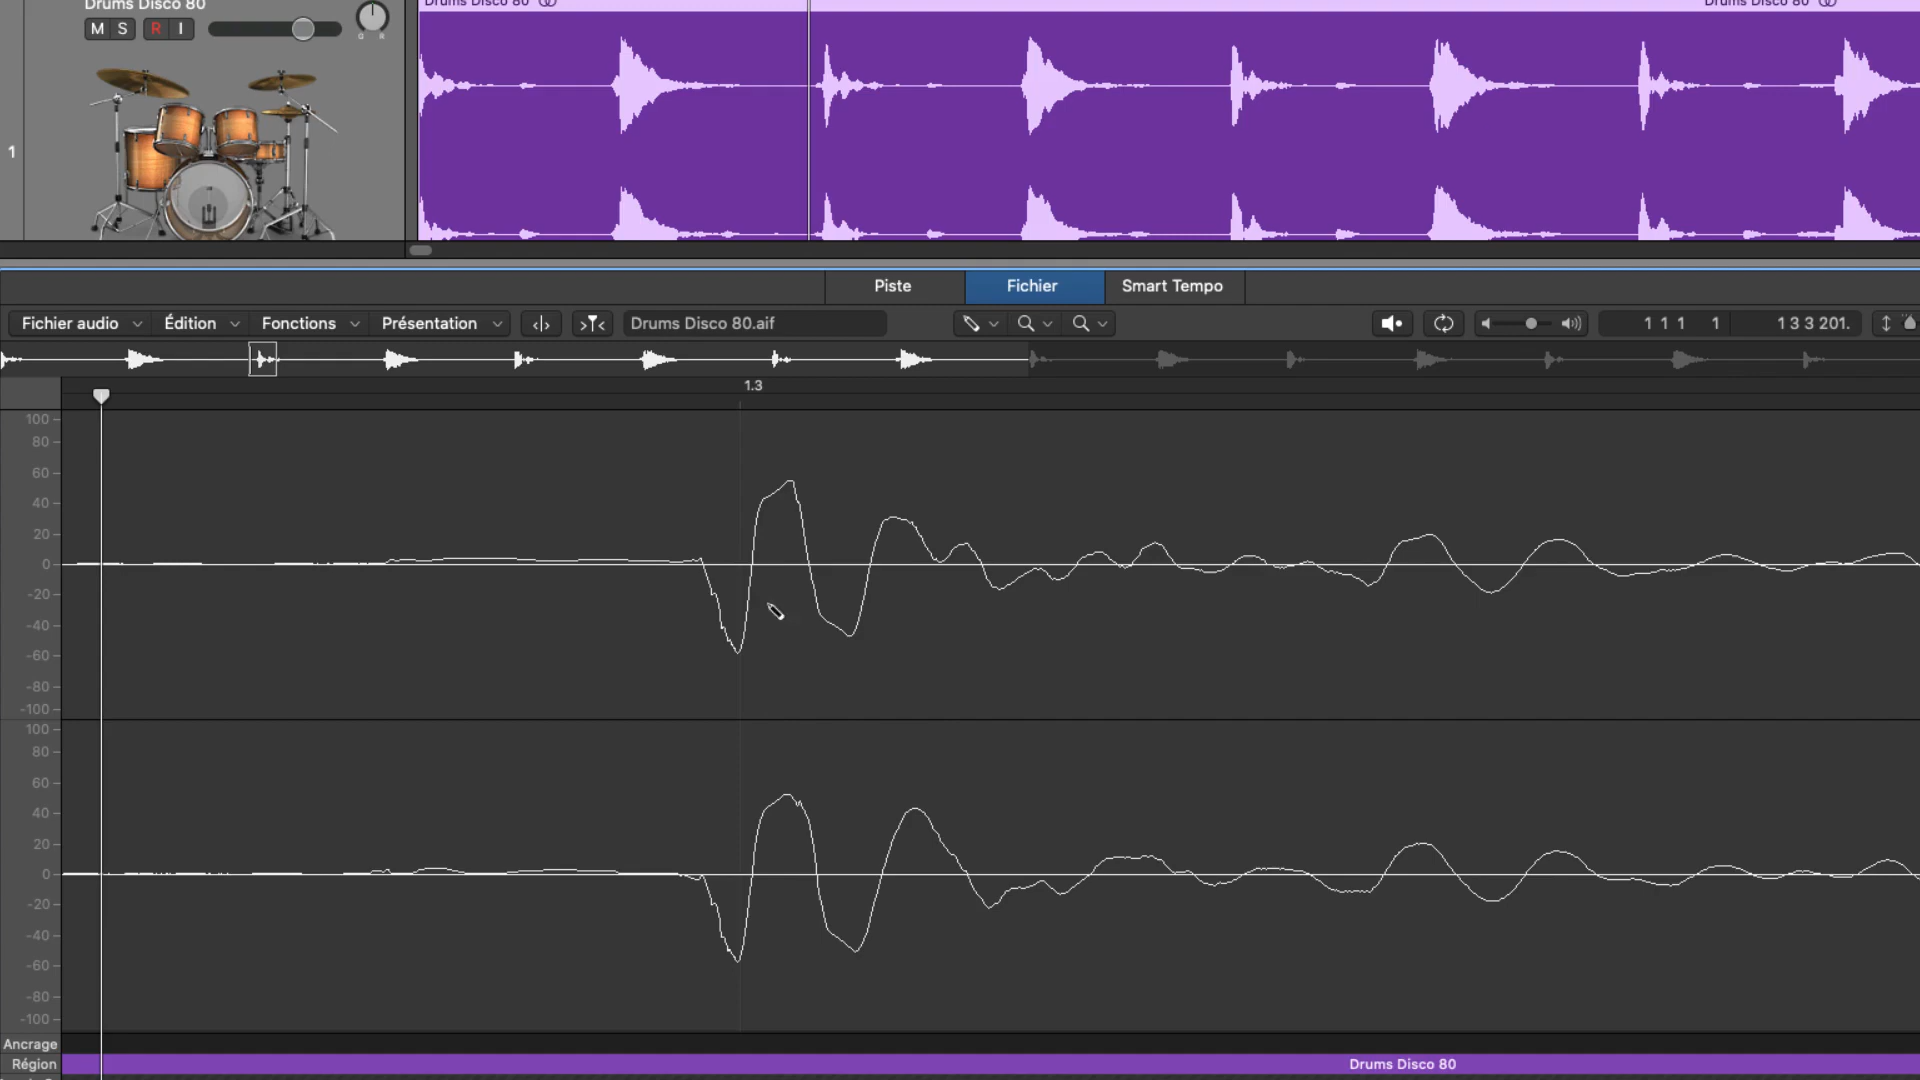 Drums Disco 80
Drums Disco 80
Drums Disco 80
M S R I
1
Piste
Fichier
Smart Tempo
Fichier audio
Édition
Fonctions
Présentation
Drums Disco 80.aif
1 1 1 1
1 3 3 201.
1.3
100
80
60
40
20
0
-20
-40
-60
-80
-100
100
80
60
40
20
0
-20
-40
-60
-80
-100
Ancrage
Région
Drums Disco 80